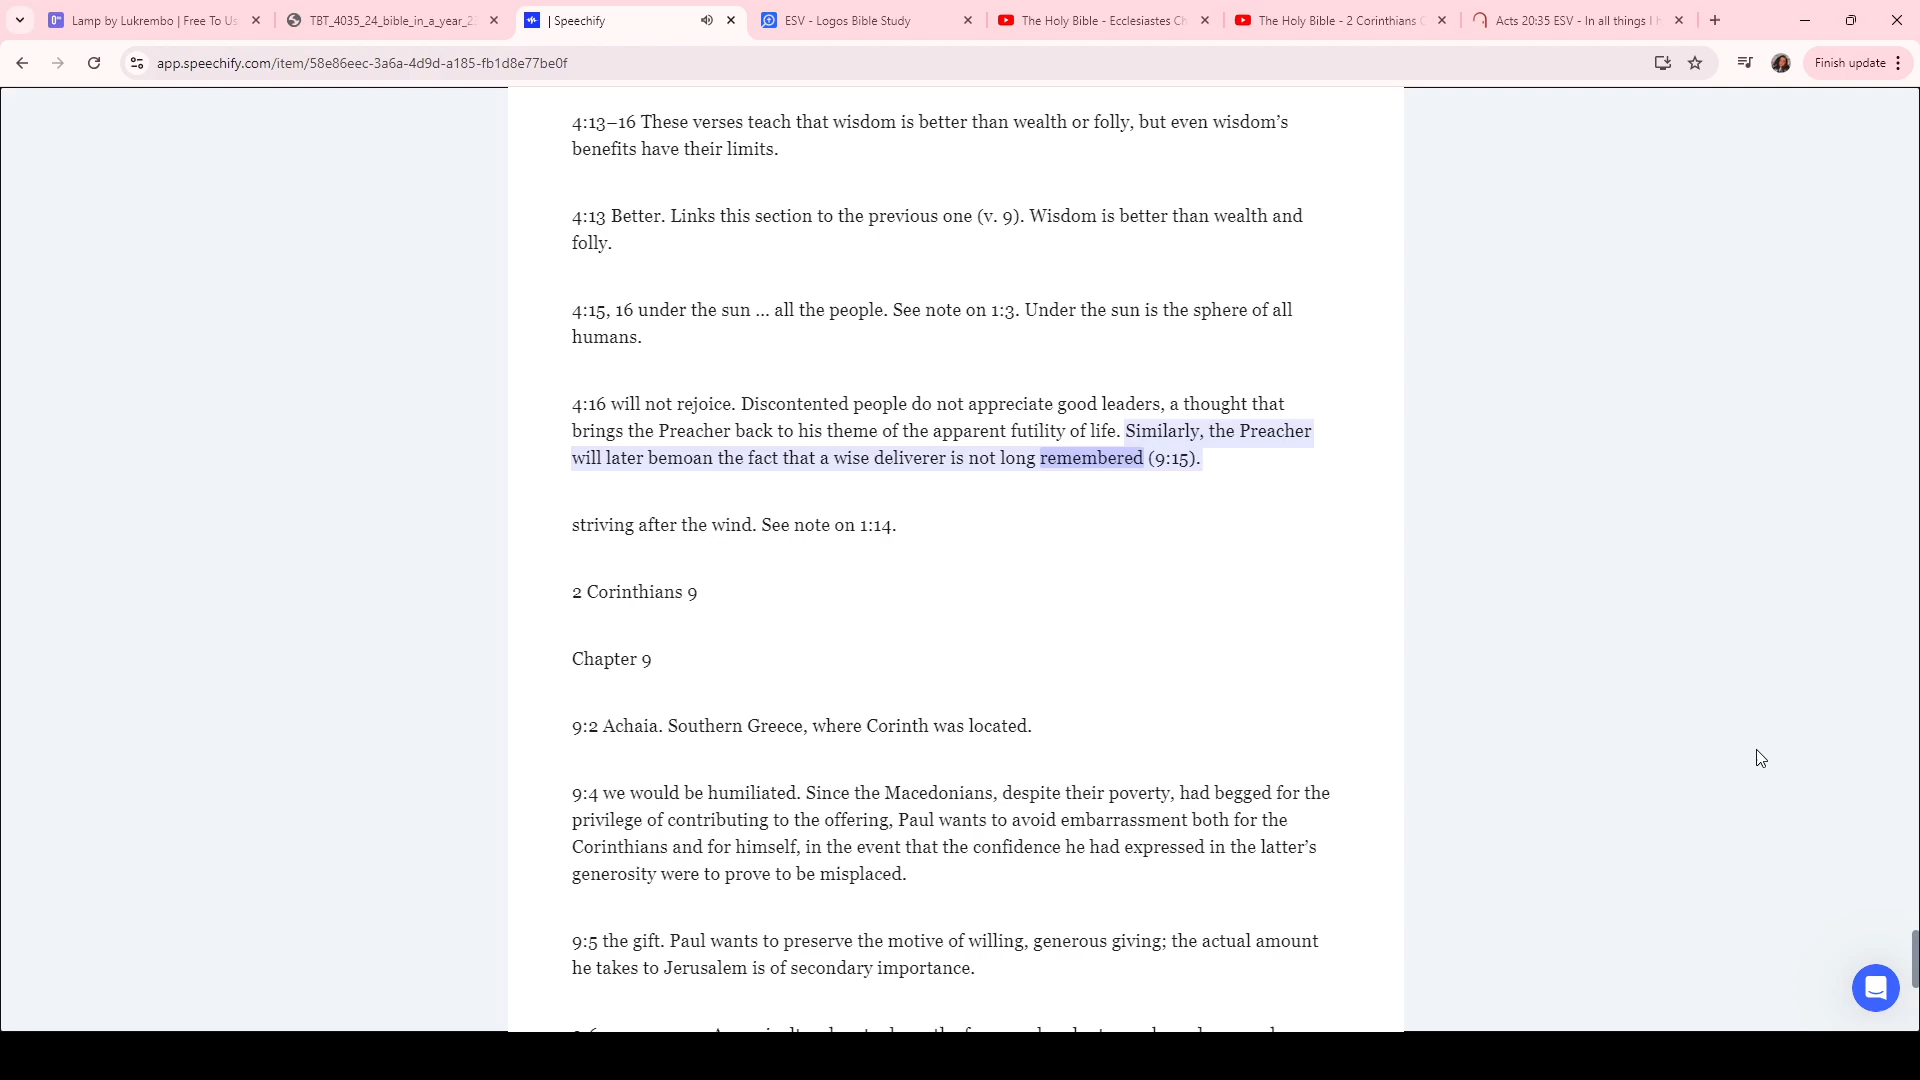 Lamp by Lukrembo | Free To Us
TBT_4035_24_bible_in_a_year_2
| Speechify
ESV - Logos Bible Study
The Holy Bible - Ecclesiastes Ch
The Holy Bible - 2 Corinthians C
Acts 20:35 ESV - In all things I h
app.speechify.com/item/58e86eec-3a6a-4d9d-a185-fb1d8e77be0f
Finish update
4:13–16 These verses teach that wisdom is better than wealth or folly, but even wisdom’s
benefits have their limits.
4:13 Better. Links this section to the previous one (v. 9). Wisdom is better than wealth and
folly.
4:15, 16 under the sun ... all the people. See note on 1:3. Under the sun is the sphere of all
humans.
4:16 will not rejoice. Discontented people do not appreciate good leaders, a thought that
brings the Preacher back to his theme of the apparent futility of life. Similarly, the Preacher
will later bemoan the fact that a wise deliverer is not long remembered (9:15).
striving after the wind. See note on 1:14.
2 Corinthians 9
Chapter 9
9:2 Achaia. Southern Greece, where Corinth was located.
9:4 we would be humiliated. Since the Macedonians, despite their poverty, had begged for the
privilege of contributing to the offering, Paul wants to avoid embarrassment both for the
Corinthians and for himself, in the event that the confidence he had expressed in the latter’s
generosity were to prove to be misplaced.
9:5 the gift. Paul wants to preserve the motive of willing, generous giving; the actual amount
he takes to Jerusalem is of secondary importance.